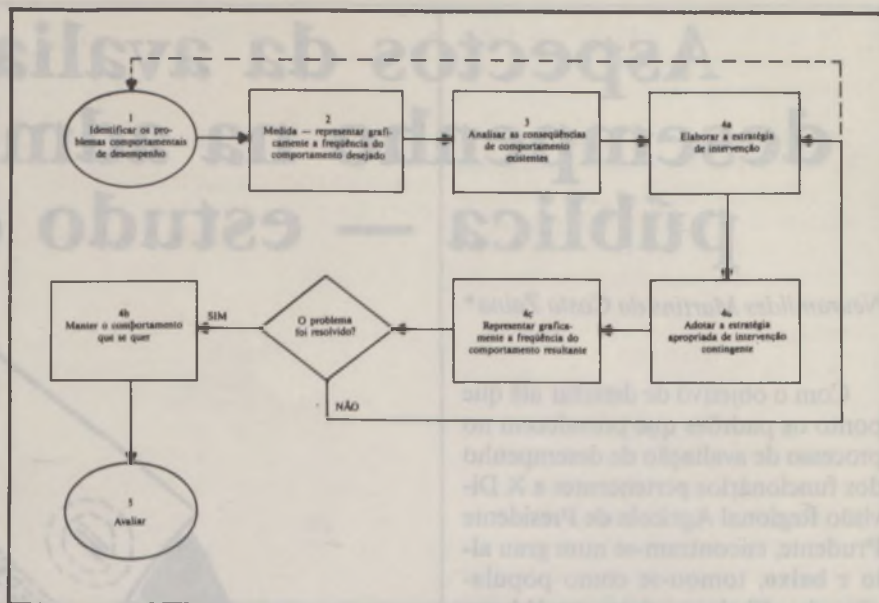 1
Identificar os pro-
blemas comportamentais
de desempenho
2
Medida — representar grafi-
camente a freqüência do
comportamento desejado
3
Analisar as conseqüências
de comportamento
existentes
4a
Elaborar a estratégia
de intervenção
4b
Manter o comportamento
que se quer
SIM
O problema
foi resolvido?
NÃO
4c
Representar grafica-
mente a freqüência do
comportamento resultante
Adotar a estratégia
apropriada de intervenção
contingente
5
Avaliar
Aspectos da avalia
desempenho na adm
pública — estudo
Martins da Costa
Com o objetivo de detectar até que
ponto os padrões que prevalecem no
processo de avaliação de desempenho
dos funcionários pertencentes a X Di-
visão Regional Agrícola de Presidente
Prudente, encontram-se num grau al-
to e baixo, tomou-se como popula-